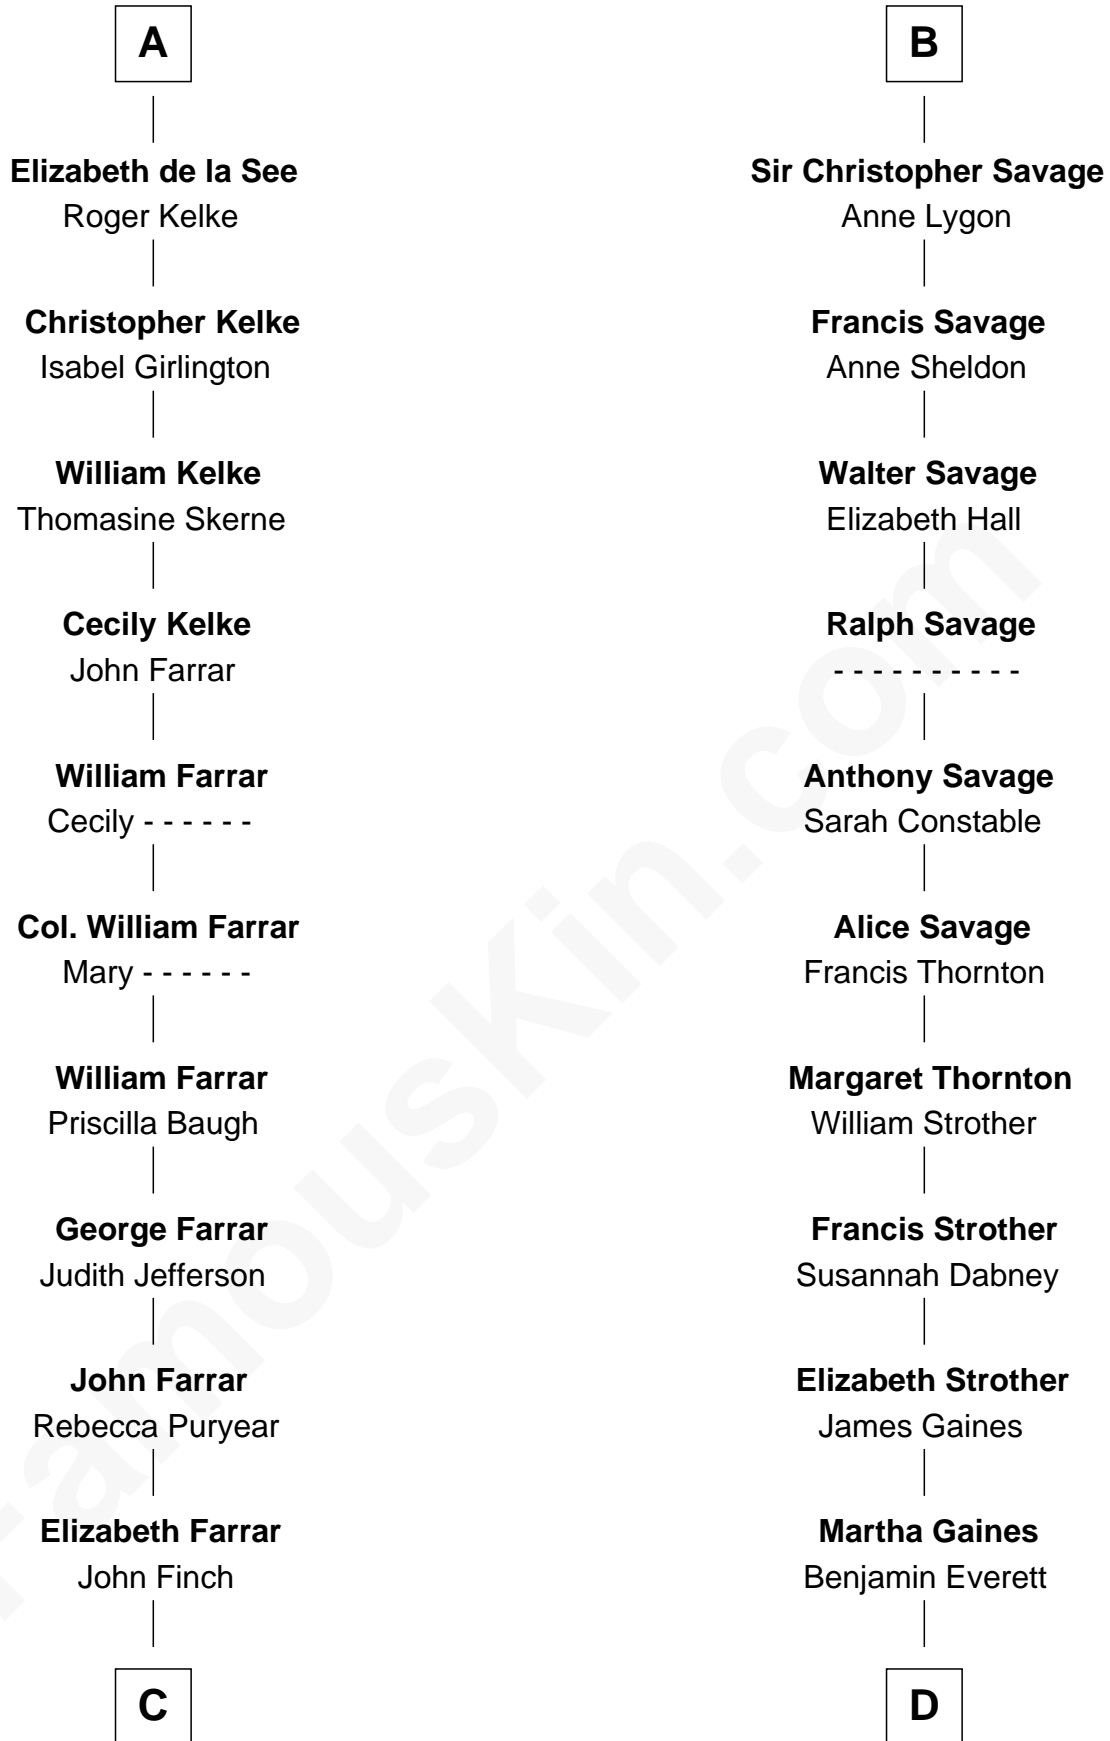 A
Elizabeth de la See
Roger Kelke
Christopher Kelke
Isabel Girlington
William Kelke
Thomasine Skerne
Cecily Kelke
John Farrar
William Farrar
Cecily - - - - - -
Col. William Farrar
Mary - - - - - -
William Farrar
Priscilla Baugh
George Farrar
Judith Jefferson
John Farrar
Rebecca Puryear
Elizabeth Farrar
John Finch
C
B
Sir Christopher Savage
Anne Lygon
Francis Savage
Anne Sheldon
Walter Savage
Elizabeth Hall
Ralph Savage
- - - - - - - - - -
Anthony Savage
Sarah Constable
Alice Savage
Francis Thornton
Margaret Thornton
William Strother
Francis Strother
Susannah Dabney
Elizabeth Strother
James Gaines
Martha Gaines
Benjamin Everett
D
FamousKin.com